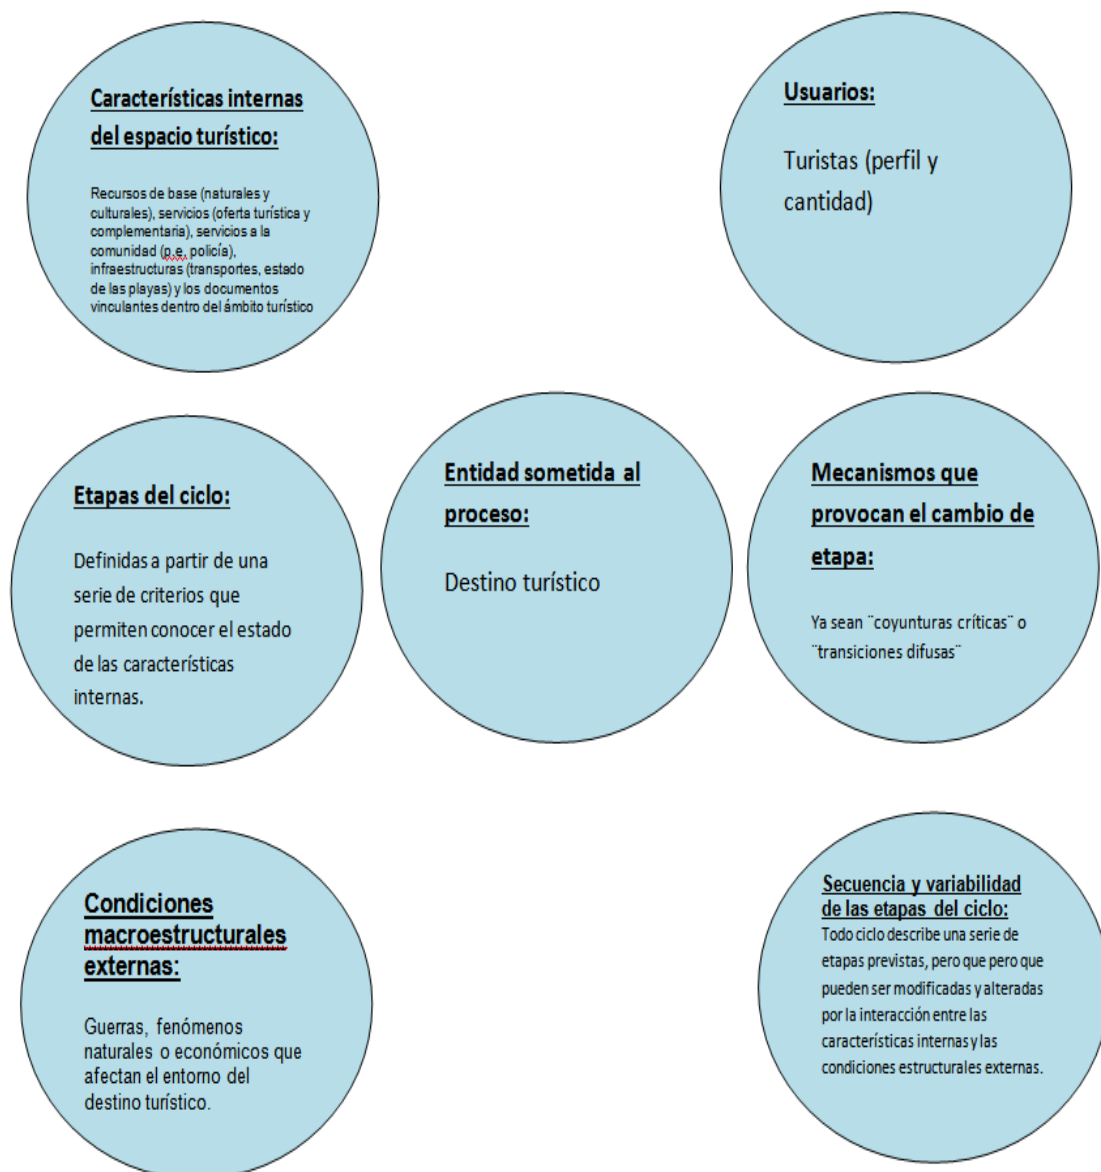 Características internas
del espacio turístico:
Recursos de base (naturales y
culturales), servicios (oferta turística y
complementaria), servicios a la
comunidad (p.e. policía),
infraestructuras (transportes, estado
de las playas) y los documentos
vinculantes dentro del ámbito turístico
Usuarios:
Turistas (perfil y
cantidad)
Etapas del ciclo:
Definidas a partir de una
serie de criterios que
permiten conocer el estado
de las características
internas.
Entidad sometida al
proceso:
Destino turístico
Mecanismos que
provocan el cambio de
etapa:
Ya sean ¨coyunturas críticas¨ o
¨transiciones difusas¨
Condiciones
macroestructurales
externas:
Guerras, fenómenos
naturales o económicos que
afectan el entorno del
destino turístico.
Secuencia y variabilidad
de las etapas del ciclo:
Todo ciclo describe una serie de
etapas previstas, pero que pero que
pueden ser modificadas y alteradas
por la interacción entre las
características internas y las
condiciones estructurales externas.